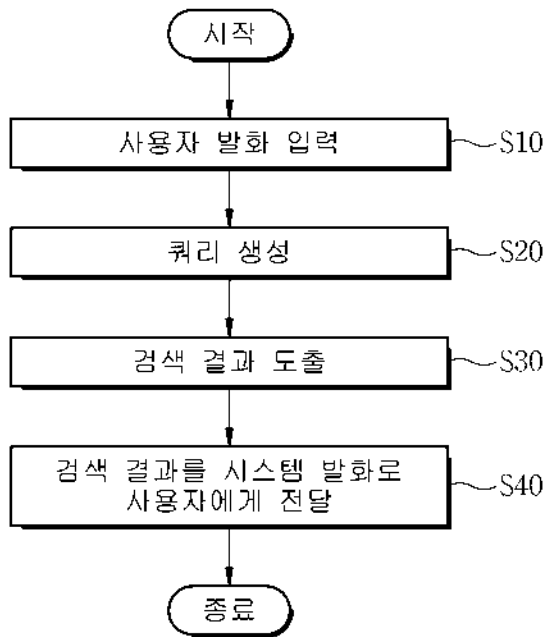 시작
사용자 발화 입력 S10
쿼리 생성 S20
검색 결과 도출 S30
검색 결과를 시스템 발화로
사용자에게 전달 S40
종료